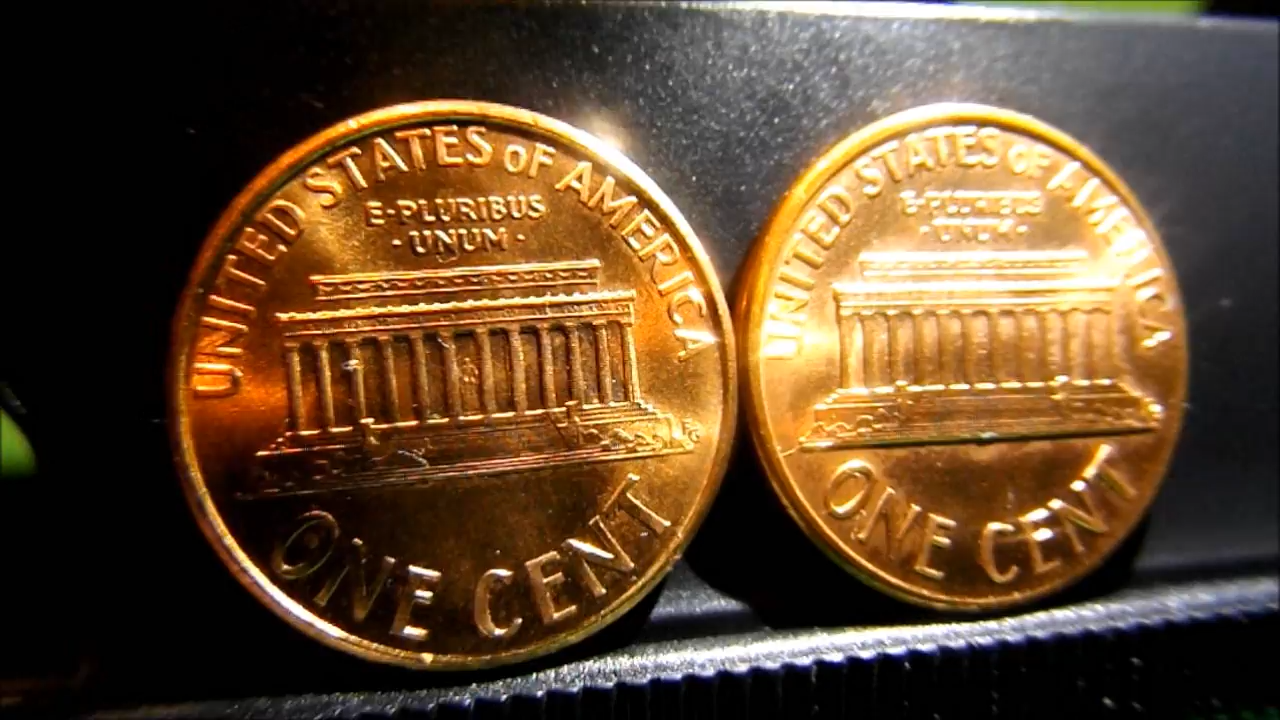 UNITED STATES OF AMERICA
E·PLURIBUS
·UNUM·
ONE CENT
UNITED STATES OF AMERICA
E·PLURIBUS
·UNUM·
ONE CENT